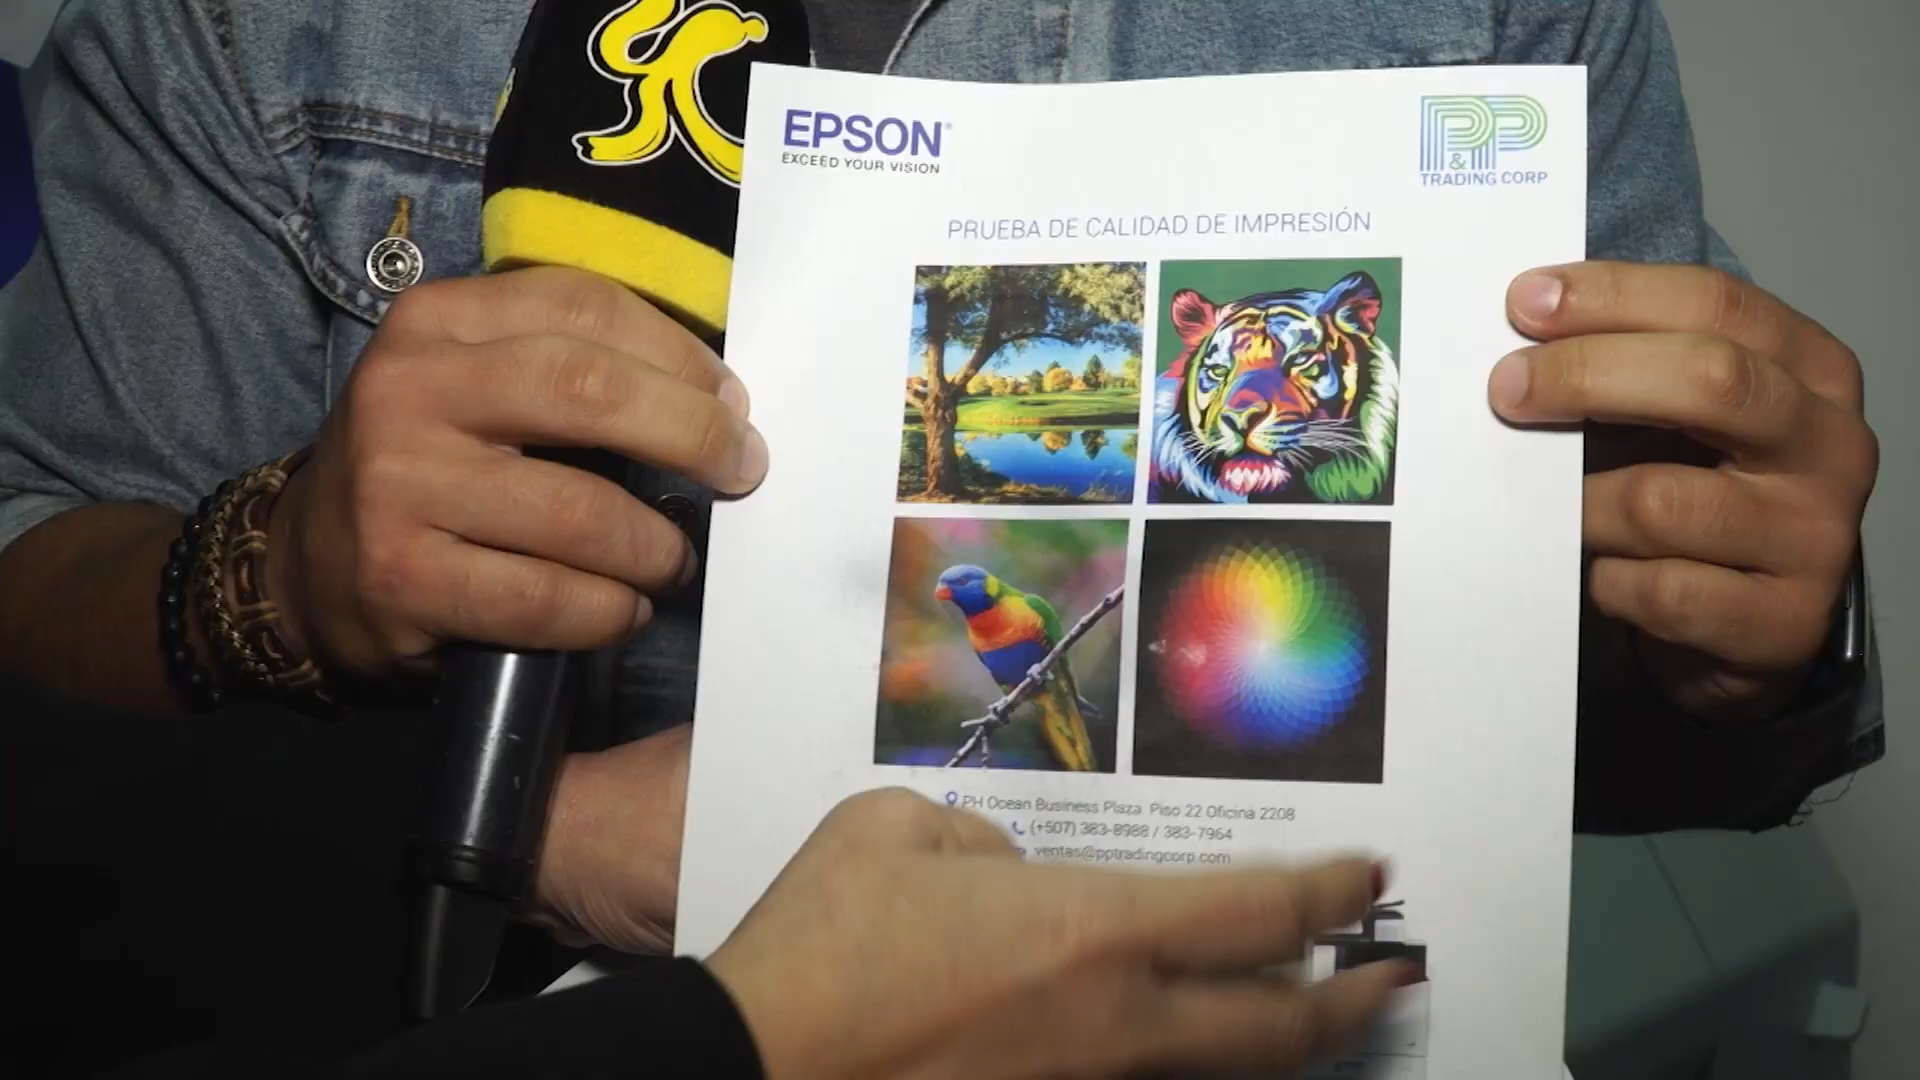 EPSON
EXCEED YOUR VISION
P&P
TRADING CORP
PRUEBA DE CALIDAD DE IMPRESIÓN
PH Ocean Business Plaza. Piso 22 Oficina 2208
(+507) 383-8988 / 383-7964
ventas@pptradingcorp.com